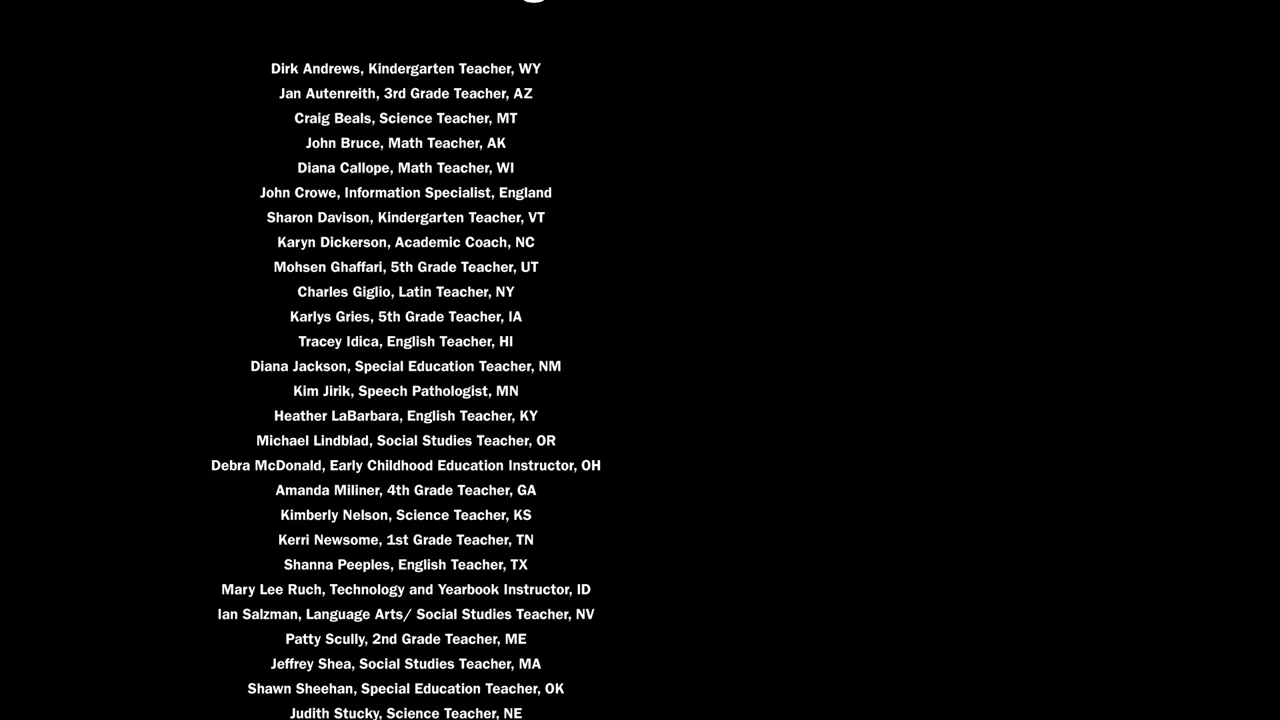 Dirk Andrews, Kindergarten Teacher, WY
Jan Autenreith, 3rd Grade Teacher, AZ
Craig Beals, Science Teacher, MT
John Bruce, Math Teacher, AK
Diana Callope, Math Teacher, WI
John Crowe, Information Specialist, England
Sharon Davison, Kindergarten Teacher, VT
Karyn Dickerson, Academic Coach, NC
Mohsen Ghaffari, 5th Grade Teacher, UT
Charles Giglio, Latin Teacher, NY
Karlys Gries, 5th Grade Teacher, IA
Tracey Idica, English Teacher, HI
Diana Jackson, Special Education Teacher, NM
Kim Jirik, Speech Pathologist, MN
Heather LaBarbara, English Teacher, KY
Michael Lindblad, Social Studies Teacher, OR
Debra McDonald, Early Childhood Education Instructor, OH
Amanda Miliner, 4th Grade Teacher, GA
Kimberly Nelson, Science Teacher, KS
Kerri Newsome, 1st Grade Teacher, TN
Shanna Peeples, English Teacher, TX
Mary Lee Ruch, Technology and Yearbook Instructor, ID
Ian Salzman, Language Arts/ Social Studies Teacher, NV
Patty Scully, 2nd Grade Teacher, ME
Jeffrey Shea, Social Studies Teacher, MA
Shawn Sheehan, Special Education Teacher, OK
Judith Stucky, Science Teacher, NE